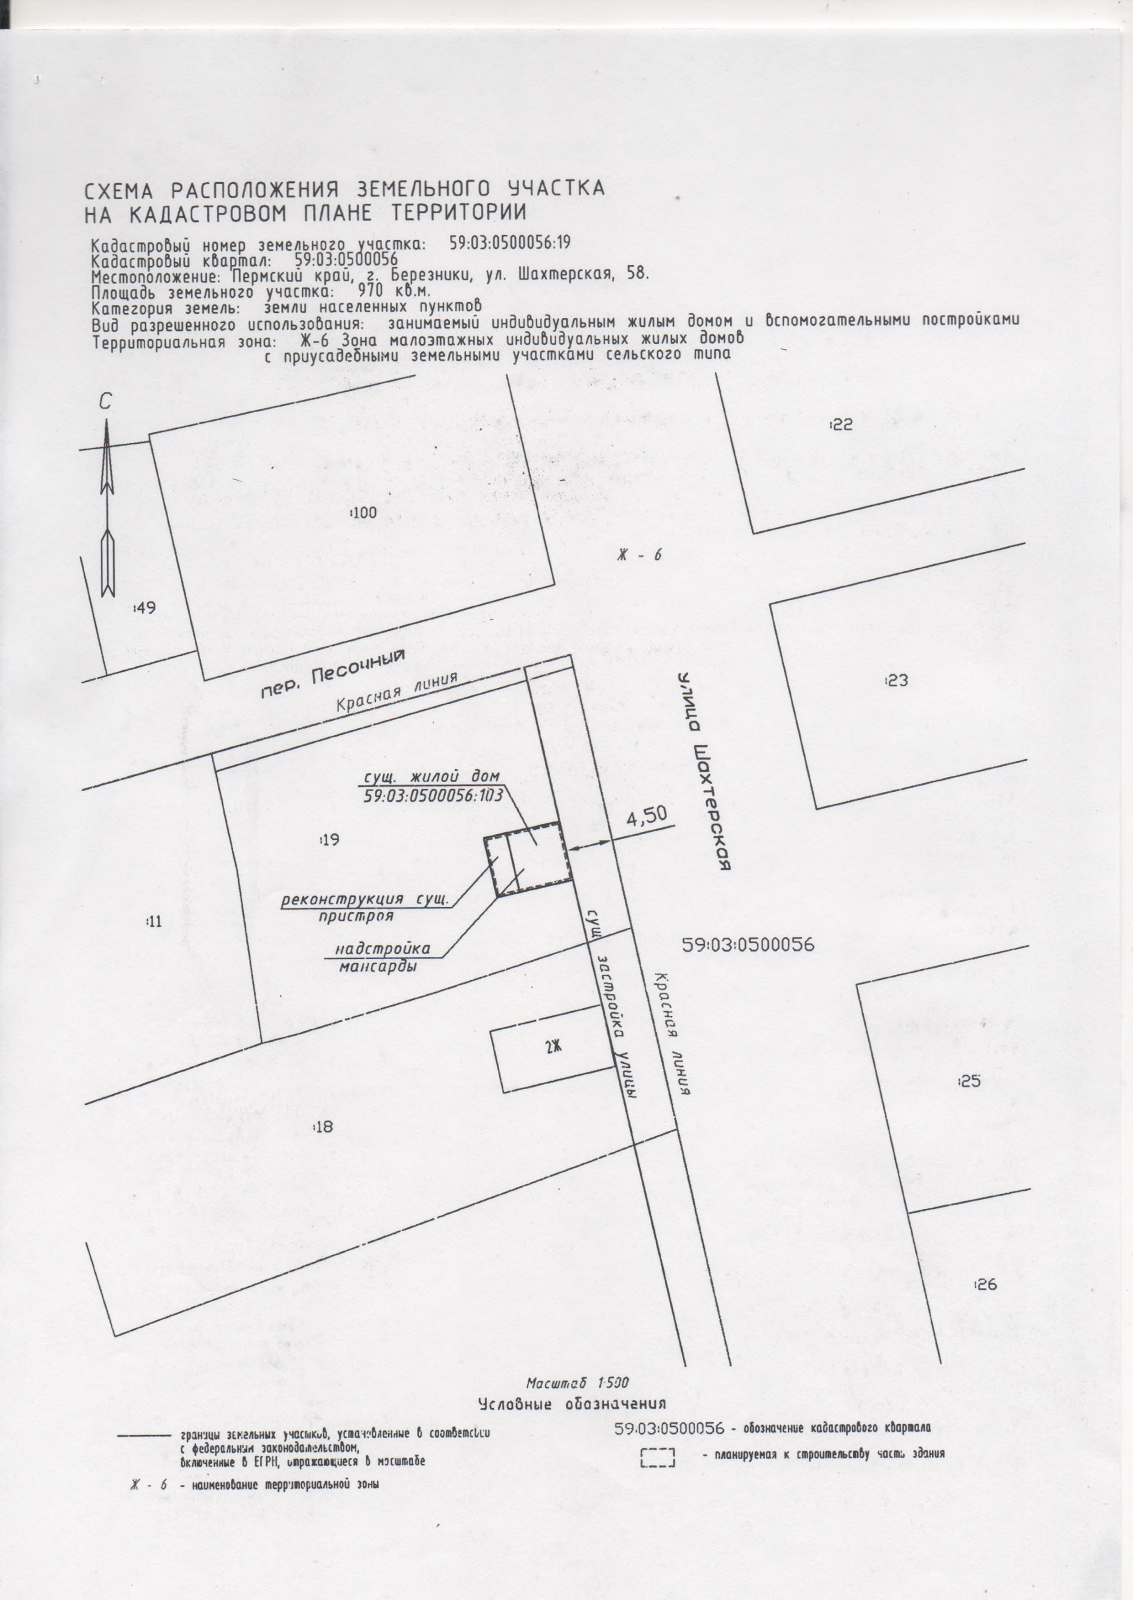 СХЕМА РАСПОЛОЖЕНИЯ ЗЕМЕЛЬНОГО УЧАСТКА
НА КАДАСТРОВОМ ПЛАНЕ ТЕРРИТОРИИ
Кадастровый номер земельного участка: 59:03:0500056:19
Кадастровый квартал: 59:03:0500056
Местоположение: Пермский край, г. Березники, ул. Шахтерская, 58.
Площадь земельного участка: 970 кв.м.
Категория земель: земли населенных пунктов
Вид разрешенного использования: занимаемый индивидуальным жилым домом и вспомогательными постройками
Территориальная зона: Ж-6 Зона малоэтажных индивидуальных жилых домов
с приусадебными земельными участками сельского типа
С
:22
:100
Ж - 6
:49
пер. Песочный
Красная линия
:23
улица Шахтерская
сущ. жилой дом
59:03:0500056:103
4,50
:19
реконструкция сущ.
пристроя
:11
надстройка
мансарды
59:03:0500056
сущ. застройка улицы
Красная линия
2Ж
:25
:18
:26
Масштаб 1:500
Условные обозначения
границы земельных участков, установленные в соответсвии
с федеральным законодательством,
включенные в ЕГРН, отражающиеся в масштабе
Ж - 6 - наименование территориальной зоны
59:03:0500056 - обозначение кадастрового квартала
- планируемая к строительству часть здания